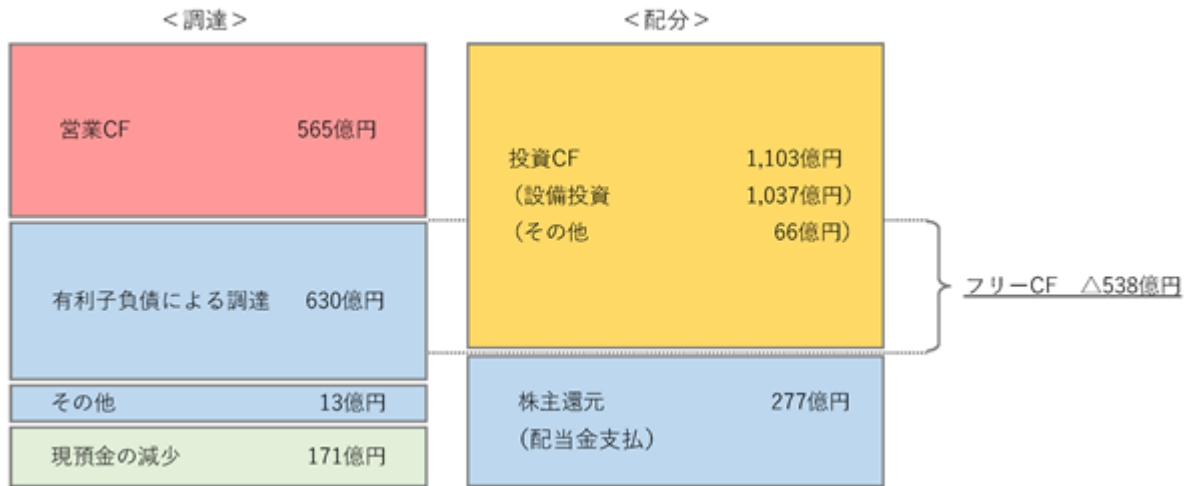 ＜調達＞
＜配分＞
営業CF 565億円
有利子負債による調達 630億円
その他 13億円
現預金の減少 171億円
投資CF 1,103億円
（設備投資 1,037億円）
（その他 66億円）
株主還元 277億円
（配当金支払）
フリーCF △538億円